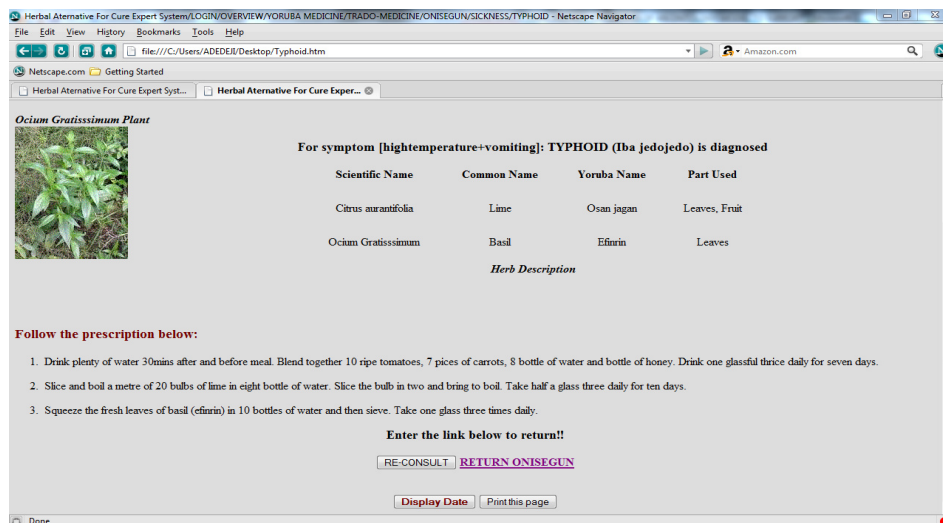 Herbal Aternative For Cure Expert System/LOGIN/OVERVIEW/YORUBA MEDICINE/TRADO-MEDICINE/ONISEGUN/SICKNESS/TYPHOID - Netscape Navigator
File Edit View History Bookmarks Tools Help
file:///C:/Users/ADEDEJI/Desktop/Typhoid.htm
Amazon.com
Netscape.com Getting Started
Herbal Aternative For Cure Expert Syst... Herbal Aternative For Cure Exper...
Ocium Gratisssimum Plant
For symptom [hightemperature+vomiting]: TYPHOID (Iba jedojedo) is diagnosed
Scientific Name Common Name Yoruba Name Part Used
Citrus aurantifolia Lime Osan jagan Leaves, Fruit
Ocium Gratisssimum Basil Efinrin Leaves
Herb Description
Follow the prescription below:
1. Drink plenty of water 30mins after and before meal. Blend together 10 ripe tomatoes, 7 pices of carrots, 8 bottle of water and bottle of honey. Drink one glassful thrice daily for seven days.
2. Slice and boil a metre of 20 bulbs of lime in eight bottle of water. Slice the bulb in two and bring to boil. Take half a glass three daily for ten days.
3. Squeeze the fresh leaves of basil (efinrin) in 10 bottles of water and then sieve. Take one glass three times daily.
Enter the link below to return!!
RE-CONSULT RETURN ONISEGUN
Display Date Print this page
Done